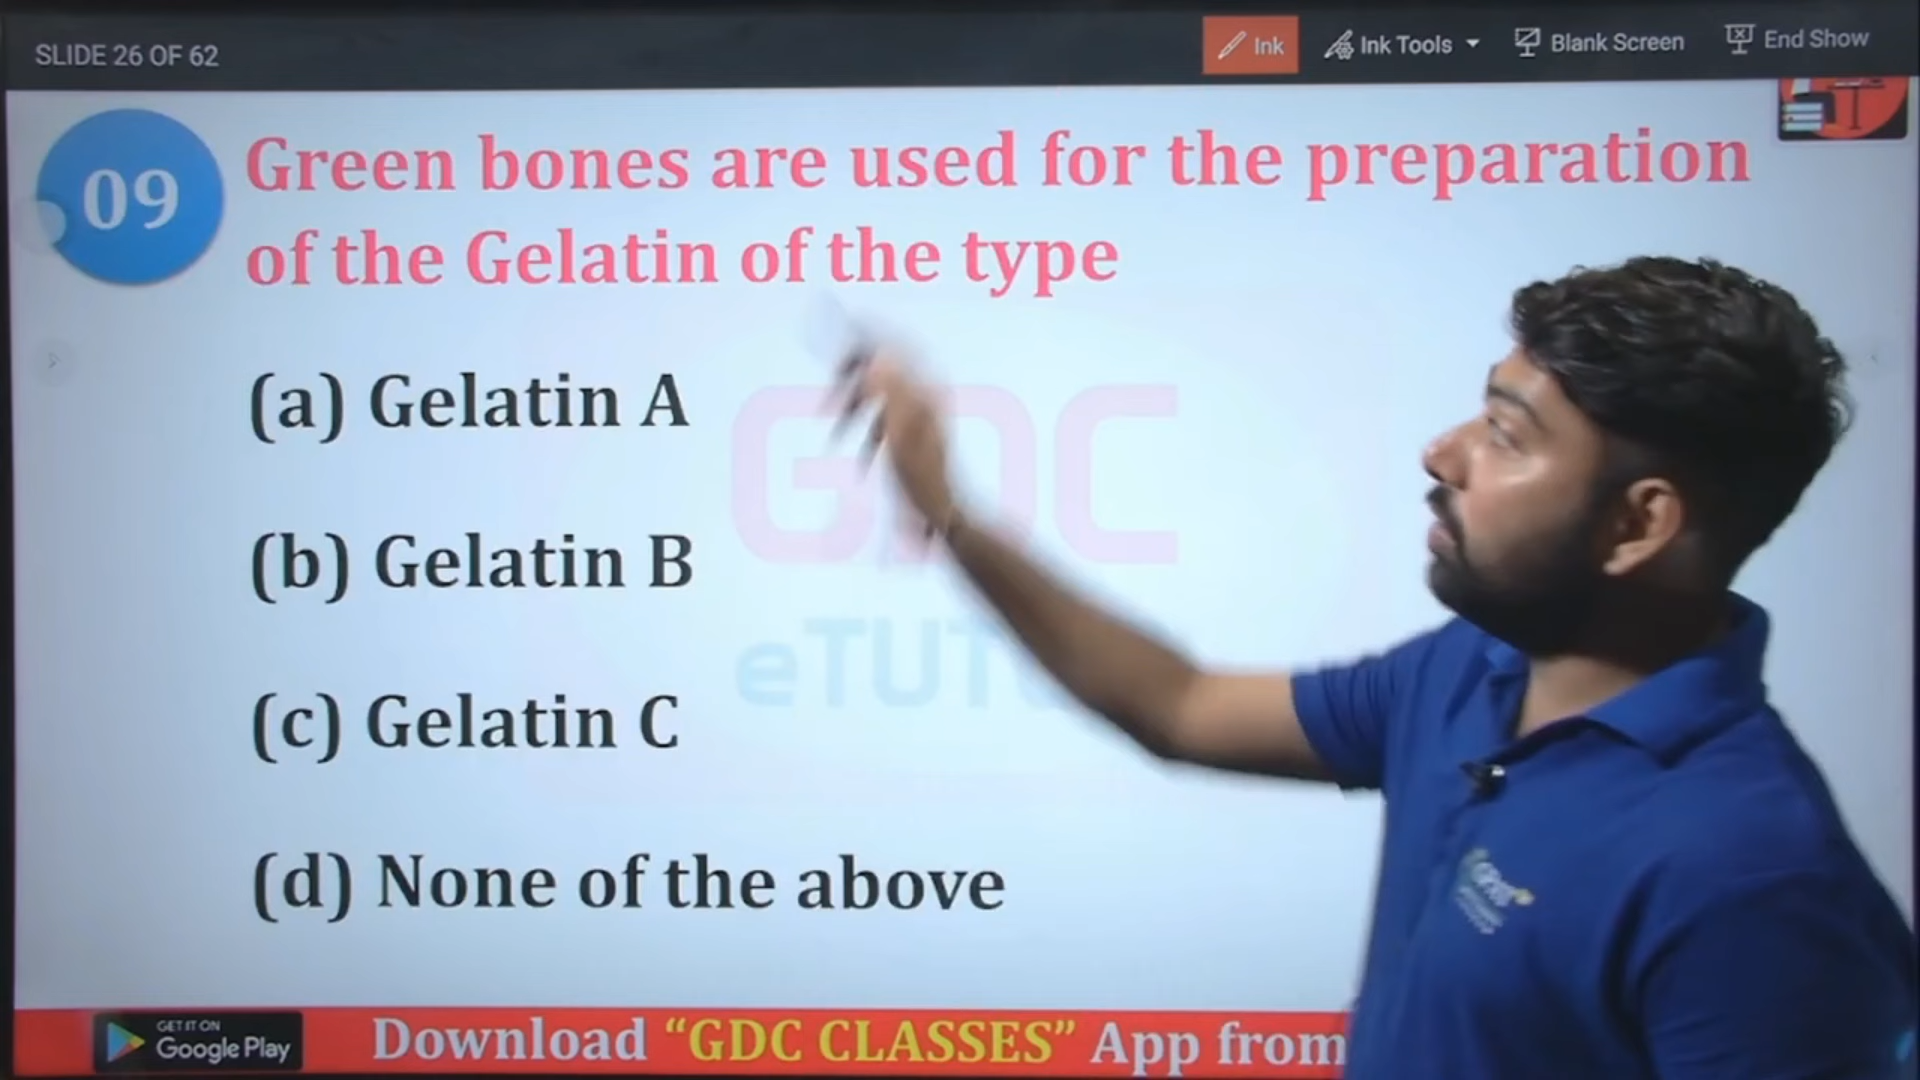 SLIDE 26 OF 62
Ink
Ink Tools
Blank Screen
End Show
09
Green bones are used for the preparation
of the Gelatin of the type
(a) Gelatin A
(b) Gelatin B
(c) Gelatin C
(d) None of the above
GDC
eTUT
GET IT ON
Google Play
Download “GDC CLASSES” App from